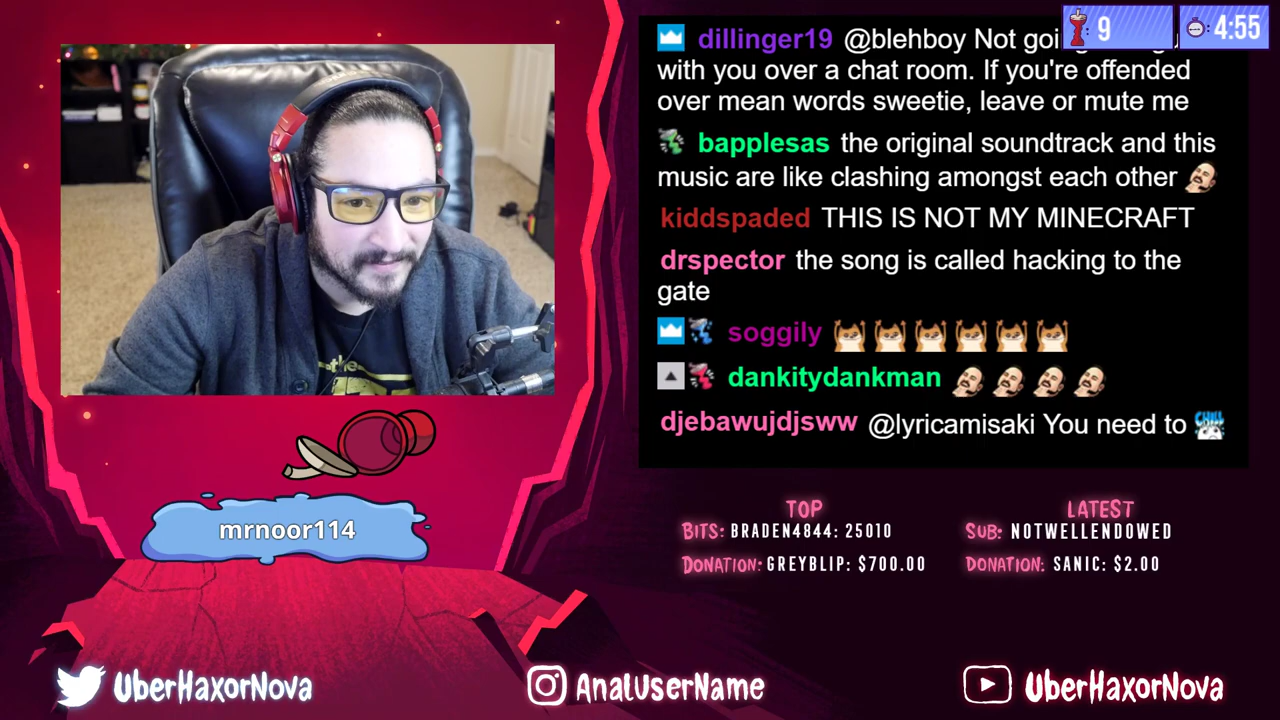 9
4:55
dillinger19 @blehboy Not
with you over a chat room. If you're offended
over mean words sweetie, leave or mute me
bapplesas the original soundtrack and this
music are like clashing amongst each other
kiddspaded THIS IS NOT MY MINECRAFT
drspector the song is called hacking to the
gate
soggily
dankitydankman
djebawujdjsww @lyricamisaki You need to CHILL
the
mrnoor114
TOP
BITS: BRADEN4844: 25010
DONATION: GREYBLIP: $700.00
LATEST
SUB: NOTWELLENDOWED
DONATION: SANIC: $2.00
UberHaxorNova
AnalUserName
UberHaxorNova